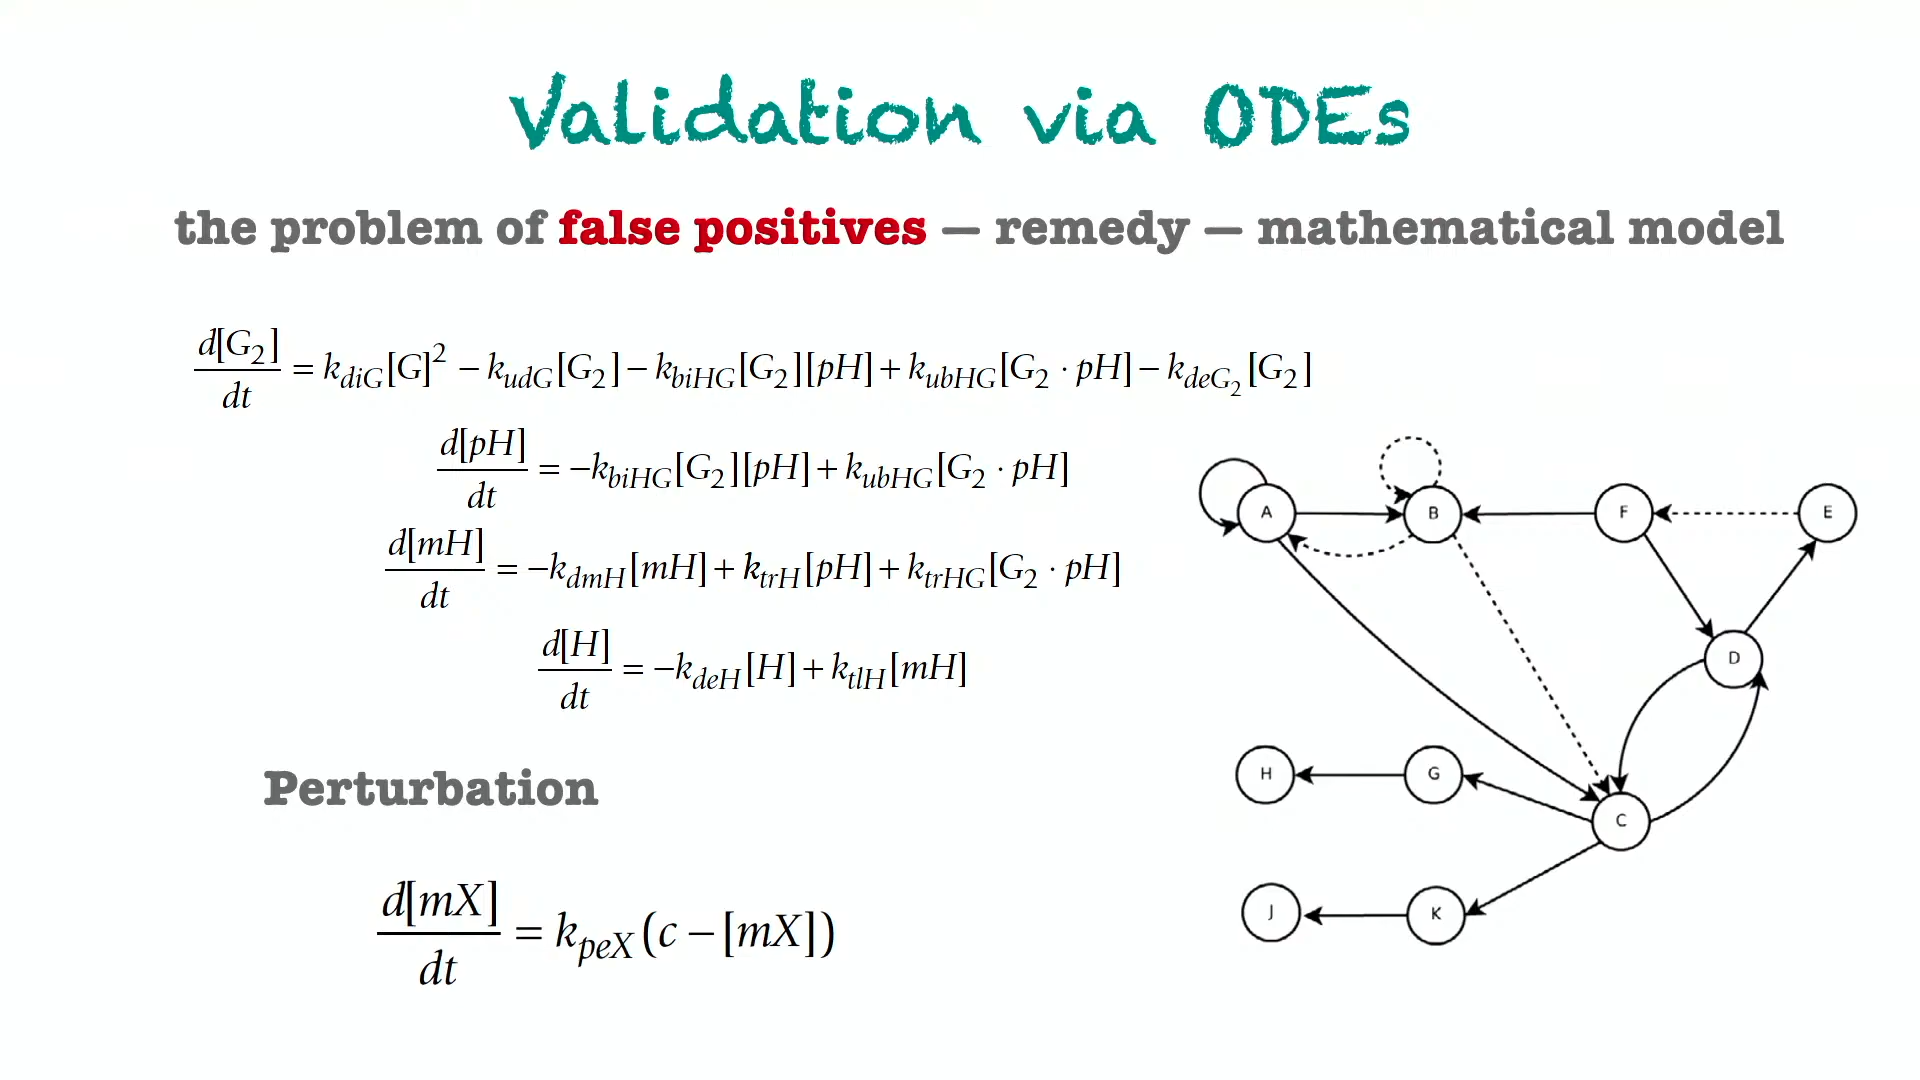 Validation via ODEs
the problem of false positives — remedy — mathematical model
d[G₂]/dt = k_diG[G]² − k_udG[G₂] − k_biHG[G₂][pH] + k_ubHG[G₂ · pH] − k_deG₂[G₂]
d[pH]/dt = −k_biHG[G₂][pH] + k_ubHG[G₂ · pH]
d[mH]/dt = −k_dmH[mH] + k_trH[pH] + k_trHG[G₂ · pH]
d[H]/dt = −k_deH[H] + k_tlH[mH]
Perturbation
d[mX]/dt = k_peX(c − [mX])
A B F E
D
H G
C
J K